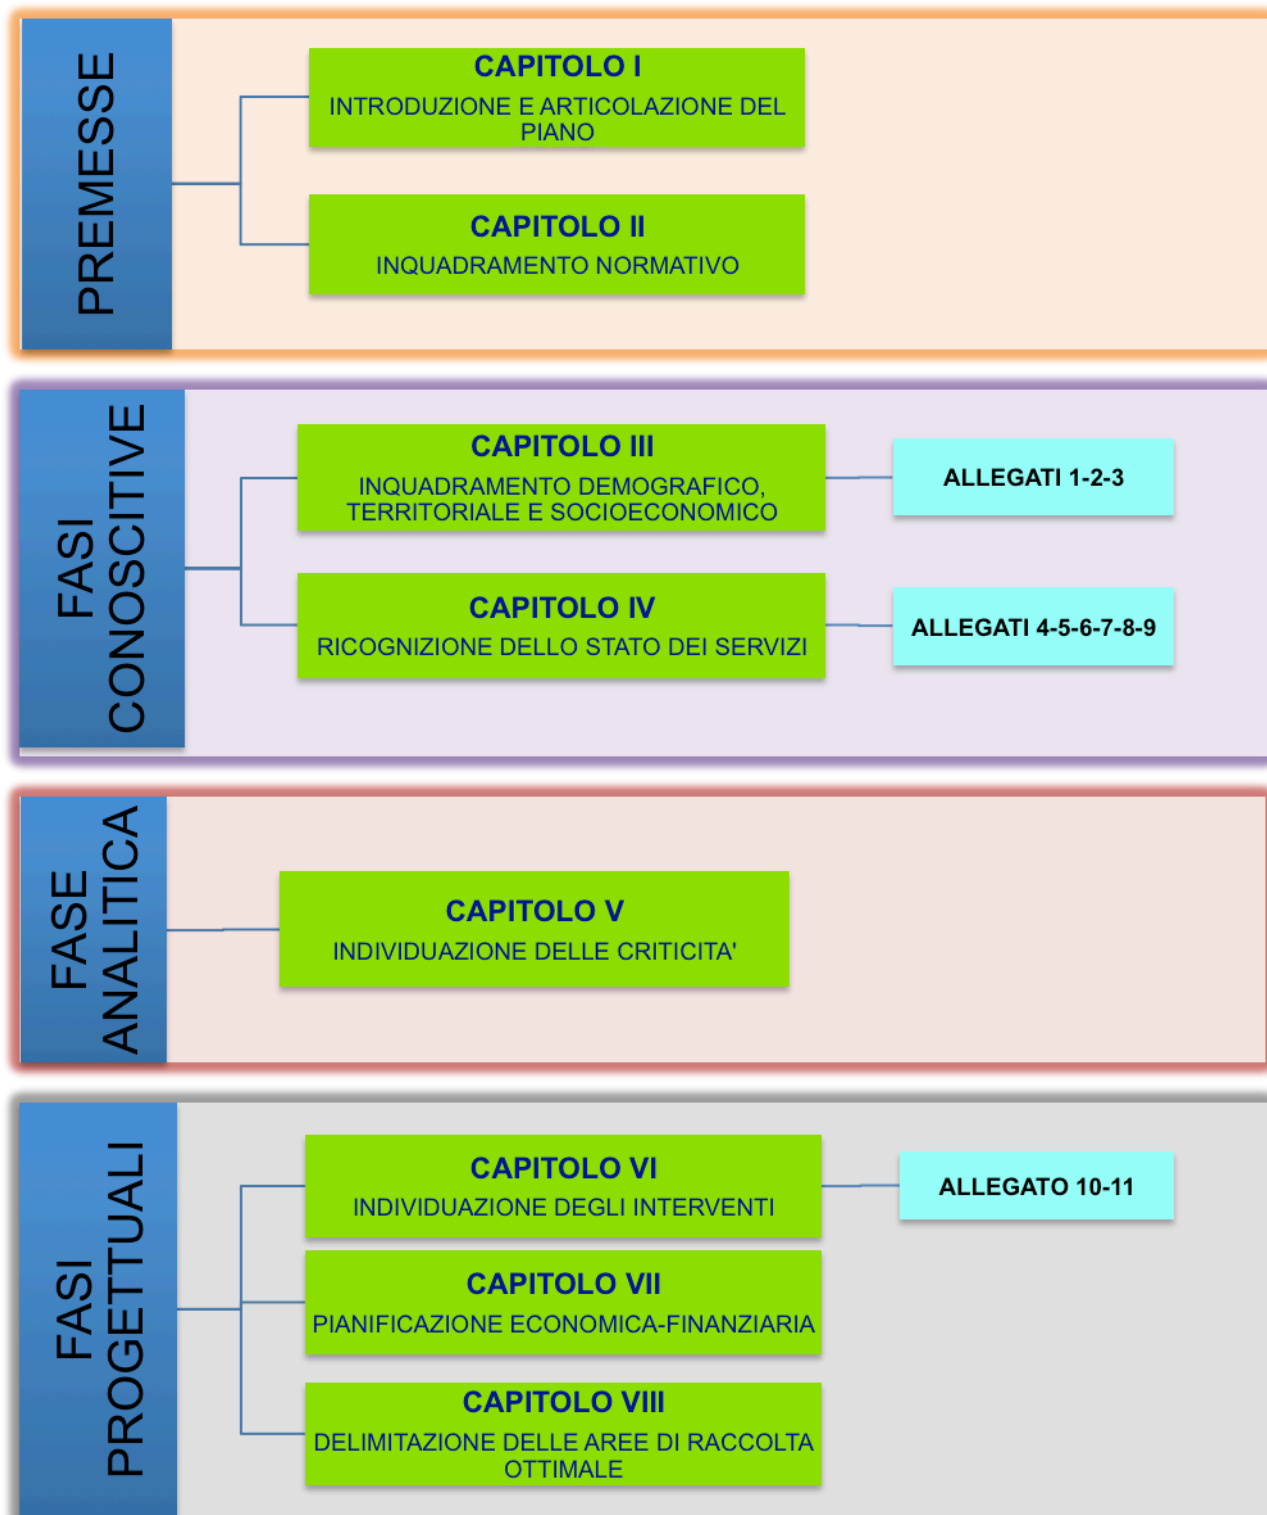 PREMESSE
CAPITOLO I
INTRODUZIONE E ARTICOLAZIONE DEL
PIANO
CAPITOLO II
INQUADRAMENTO NORMATIVO
FASI
CONOSCITIVE
CAPITOLO III
INQUADRAMENTO DEMOGRAFICO,
TERRITORIALE E SOCIOECONOMICO
ALLEGATI 1-2-3
CAPITOLO IV
RICOGNIZIONE DELLO STATO DEI SERVIZI
ALLEGATI 4-5-6-7-8-9
FASE
ANALITICA
CAPITOLO V
INDIVIDUAZIONE DELLE CRITICITA'
FASI
PROGETTUALI
CAPITOLO VI
INDIVIDUAZIONE DEGLI INTERVENTI
ALLEGATO 10-11
CAPITOLO VII
PIANIFICAZIONE ECONOMICA-FINANZIARIA
CAPITOLO VIII
DELIMITAZIONE DELLE AREE DI RACCOLTA
OTTIMALE